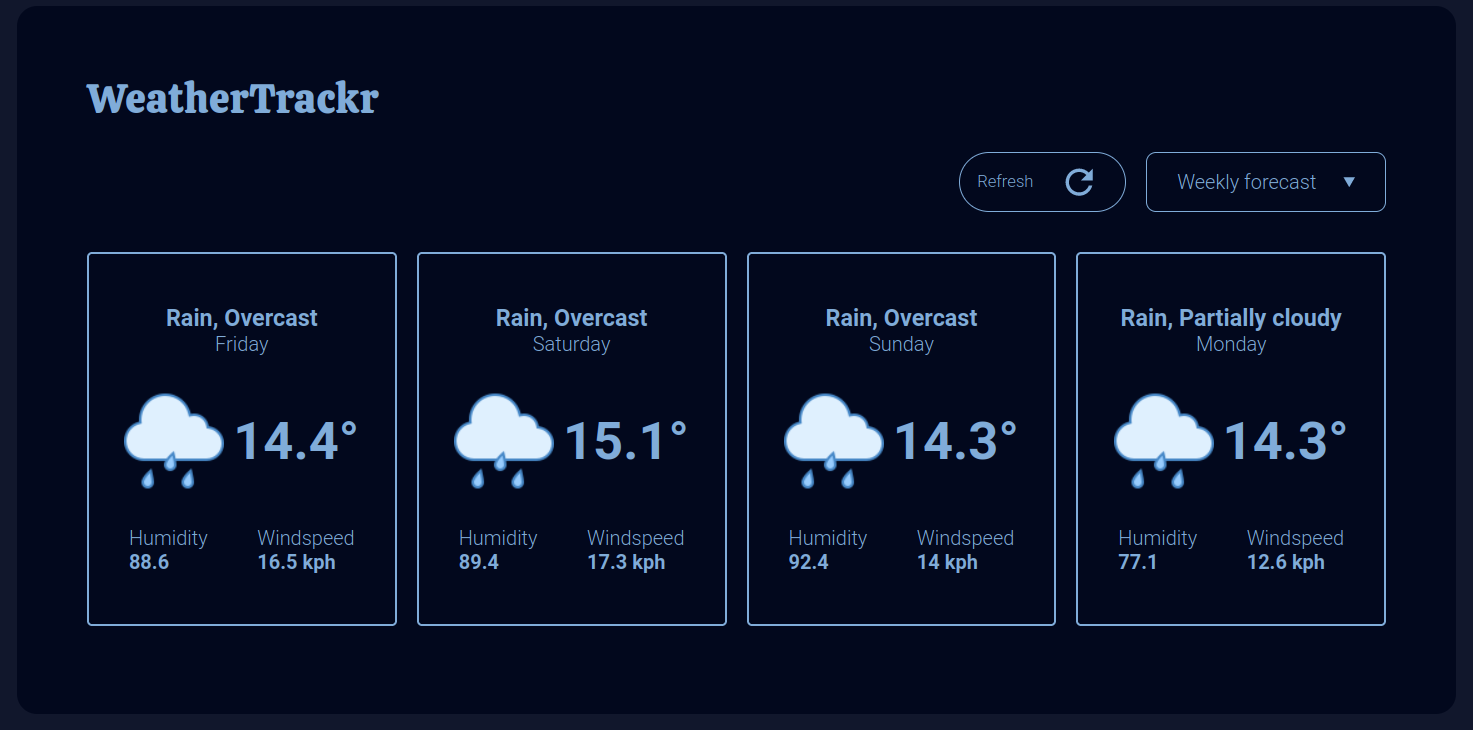 WeatherTrackr
Refresh
Weekly forecast ▼
Rain, Overcast
Friday
14.4°
Humidity Windspeed
88.6 16.5 kph
Rain, Overcast
Saturday
15.1°
Humidity Windspeed
89.4 17.3 kph
Rain, Overcast
Sunday
14.3°
Humidity Windspeed
92.4 14 kph
Rain, Partially cloudy
Monday
14.3°
Humidity Windspeed
77.1 12.6 kph